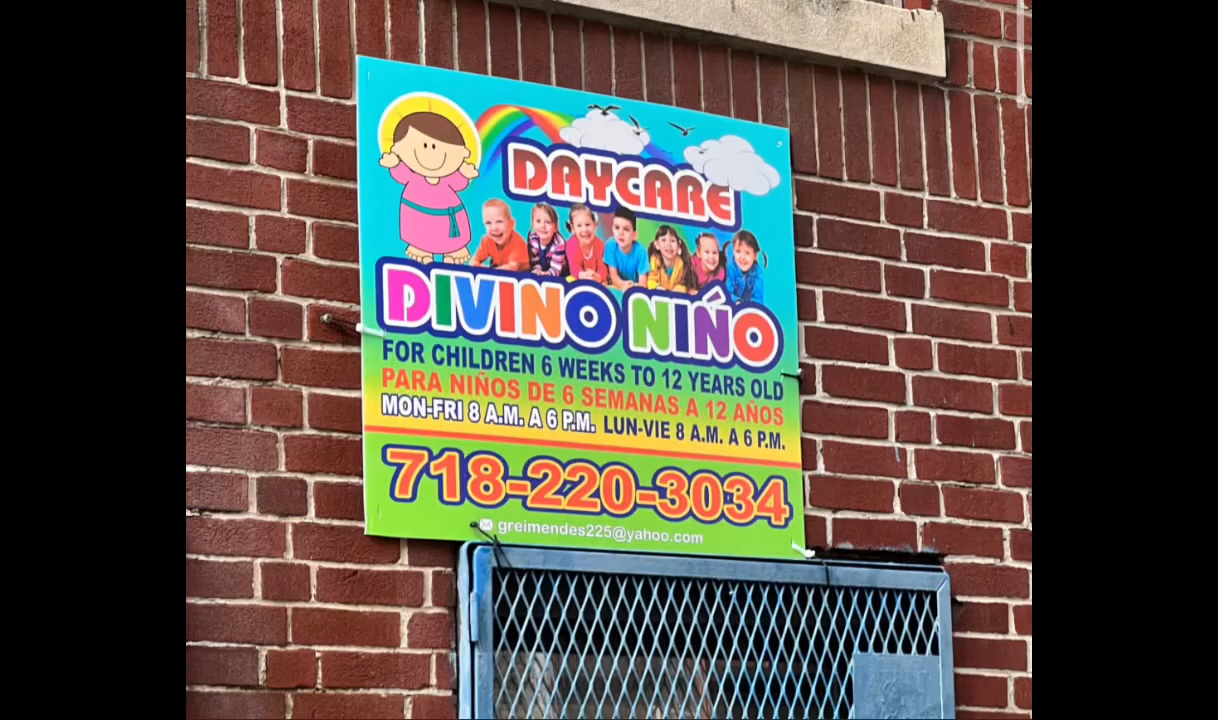 DAYCARE
DIVINO NIÑO
FOR CHILDREN 6 WEEKS TO 12 YEARS OLD
PARA NIÑOS DE 6 SEMANAS A 12 AÑOS
MON-FRI 8 A.M. A 6 P.M. LUN-VIE 8 A.M. A 6 P.M.
718-220-3034
greimendes225@yahoo.com